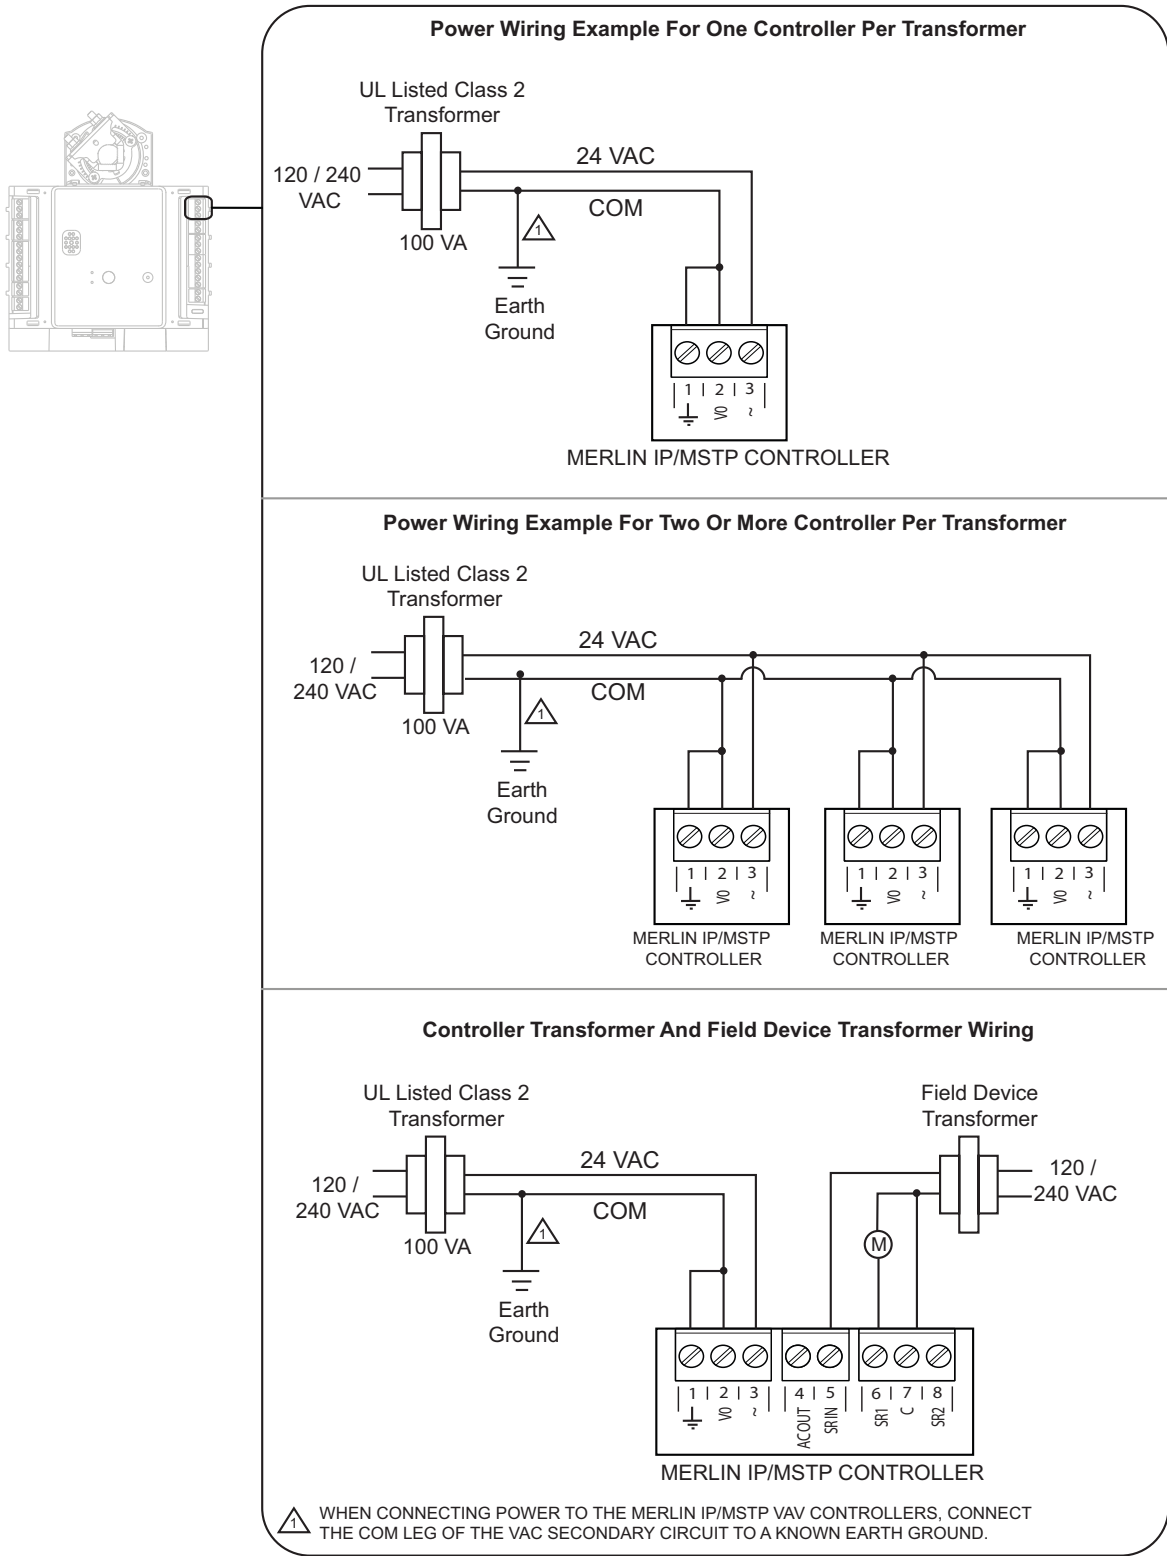 Power Wiring Example For One Controller Per Transformer
UL Listed Class 2
Transformer
120 / 240
VAC
24 VAC
COM
1
100 VA
Earth
Ground
1 2 3
V0 ~
MERLIN IP/MSTP CONTROLLER
Power Wiring Example For Two Or More Controller Per Transformer
UL Listed Class 2
Transformer
120 /
240 VAC
24 VAC
COM
1
100 VA
Earth
Ground
1 2 3
V0 ~
MERLIN IP/MSTP
CONTROLLER
1 2 3
V0 ~
MERLIN IP/MSTP
CONTROLLER
1 2 3
V0 ~
MERLIN IP/MSTP
CONTROLLER
Controller Transformer And Field Device Transformer Wiring
UL Listed Class 2
Transformer
120 /
240 VAC
24 VAC
COM
1
100 VA
Earth
Ground
Field Device
Transformer
120 /
240 VAC
M
1 2 3 4 5 6 7 8
V0 ~ ACOUT SRIN SR1 C SR2
MERLIN IP/MSTP CONTROLLER
1 WHEN CONNECTING POWER TO THE MERLIN IP/MSTP VAV CONTROLLERS, CONNECT
THE COM LEG OF THE VAC SECONDARY CIRCUIT TO A KNOWN EARTH GROUND.